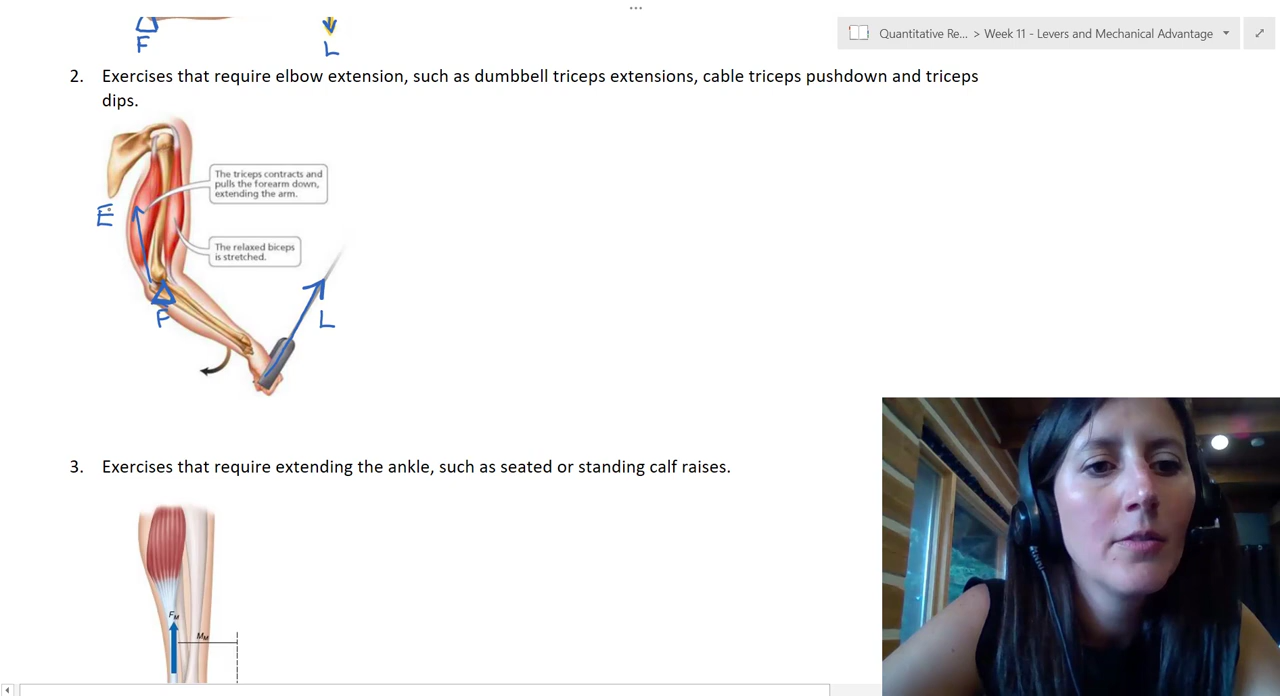 ...
Quantitative Re... > Week 11 - Levers and Mechanical Advantage
F
L
2. Exercises that require elbow extension, such as dumbbell triceps extensions, cable triceps pushdown and triceps
dips.
The triceps contracts and
pulls the forearm down,
extending the arm.
E
The relaxed biceps
is stretched.
F
L
3. Exercises that require extending the ankle, such as seated or standing calf raises.
FM
MM